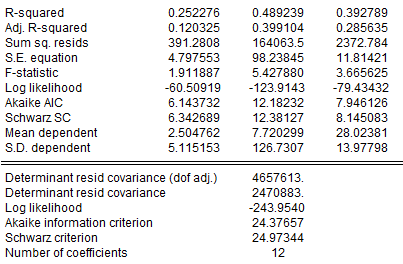 R-squared 0.252276 0.489239 0.392789
Adj. R-squared 0.120325 0.399104 0.285635
Sum sq. resids 391.2808 164063.5 2372.784
S.E. equation 4.797553 98.23845 11.81421
F-statistic 1.911887 5.427880 3.665625
Log likelihood -60.50919 -123.9143 -79.43432
Akaike AIC 6.143732 12.18232 7.946126
Schwarz SC 6.342689 12.38127 8.145083
Mean dependent 2.504762 7.720299 28.02381
S.D. dependent 5.115153 126.7307 13.97798
Determinant resid covariance (dof adj.) 4657613.
Determinant resid covariance 2470883.
Log likelihood -243.9540
Akaike information criterion 24.37657
Schwarz criterion 24.97344
Number of coefficients 12